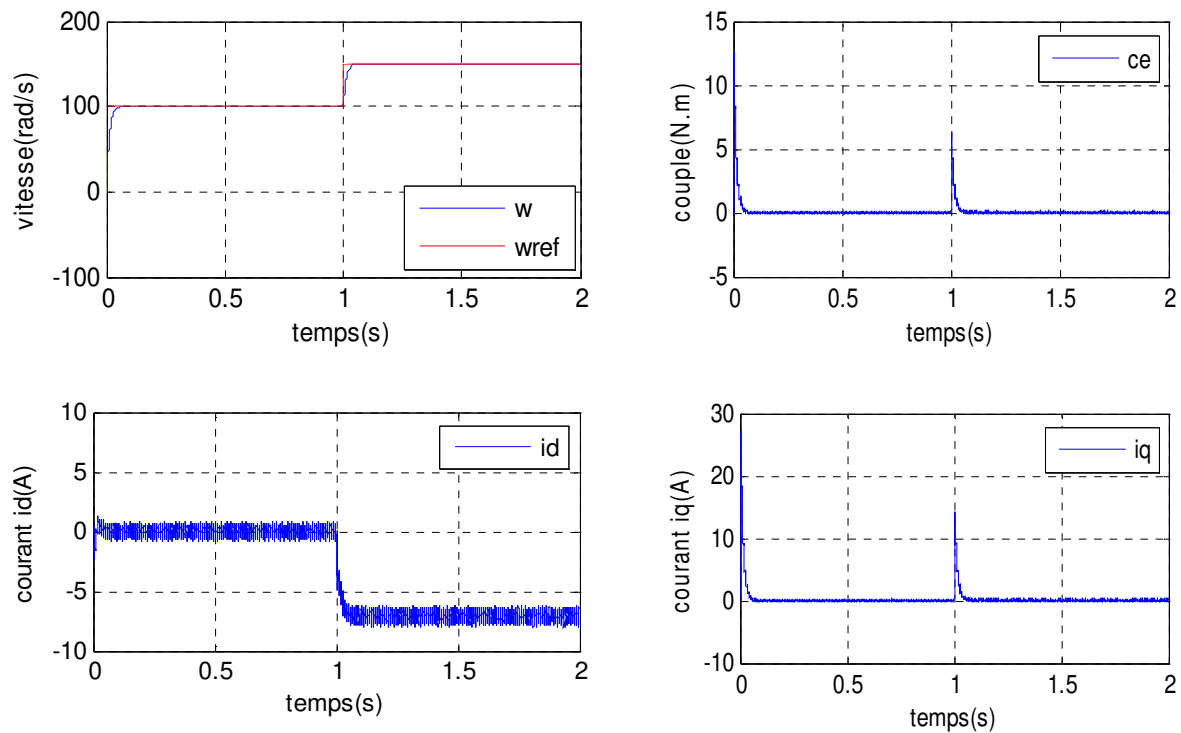 vitesse(rad/s)
200
100
0
-100
w
wref
0 0.5 1 1.5 2
temps(s)
couple(N.m)
15
10
5
0
-5
ce
0 0.5 1 1.5 2
temps(s)
courant id(A)
10
5
0
-5
-10
id
0 0.5 1 1.5 2
temps(s)
courant iq(A)
30
20
10
0
-10
iq
0 0.5 1 1.5 2
temps(s)